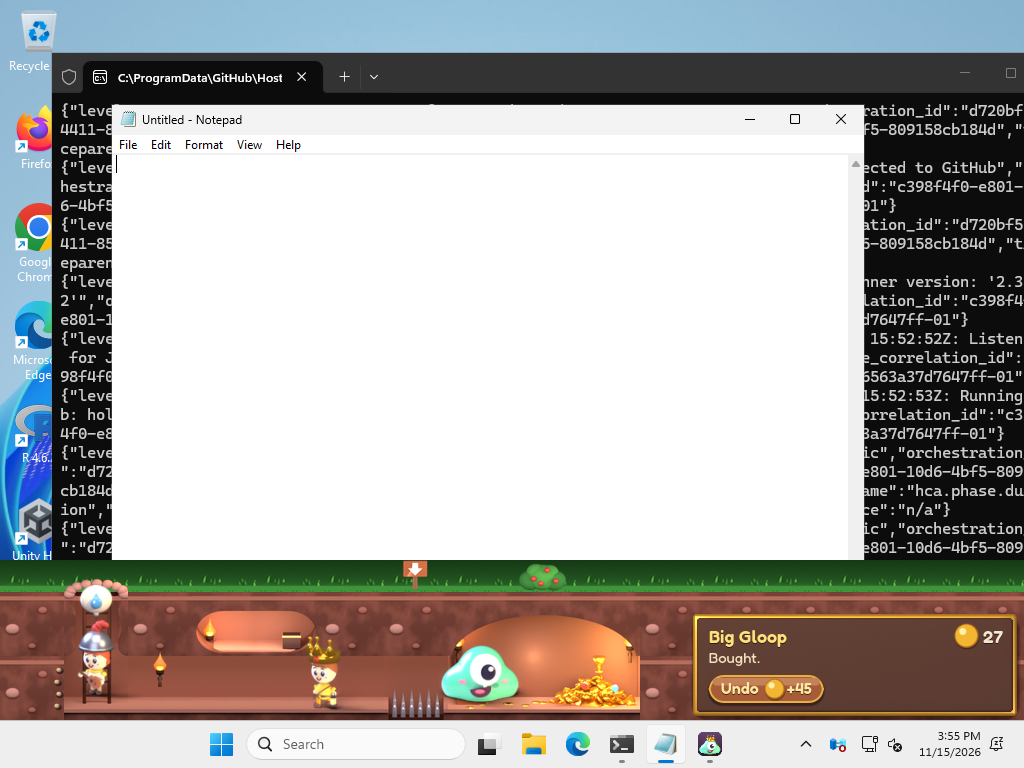 Recycle
C:\ProgramData\GitHub\Host
Untitled - Notepad
File Edit Format View Help
{"leve
ration_id":"d720bf
4411-8
f5-809158cb184d","
cepare
{"leve
ected to GitHub","
hestra
d":"c398f4f0-e801-
6-4bf5
01"}
{"leve
ation_id":"d720bf5
411-85
5-809158cb184d","t
eparen
{"leve
nner version: '2.3
2'","o
lation_id":"c398f4
e801-1
d7647ff-01"}
{"leve
15:52:52Z: Listen
for J
e_correlation_id":
98f4f0
6563a37d7647ff-01"
{"leve
15:52:53Z: Running
b: hol
orrelation_id":"c3
4f0-e8
3a37d7647ff-01"}
{"leve
ic","orchestration
":"d72
e801-10d6-4bf5-809
cb184d
ame":"hca.phase.du
ion","
ce":"n/a"}
{"leve
ic","orchestration
":"d72
e801-10d6-4bf5-809
Firefo
Googl
Chrom
Micros
Edge
R 4.6.
Unity H
Big Gloop
27
Bought.
Undo +45
Search
3:55 PM
11/15/2026